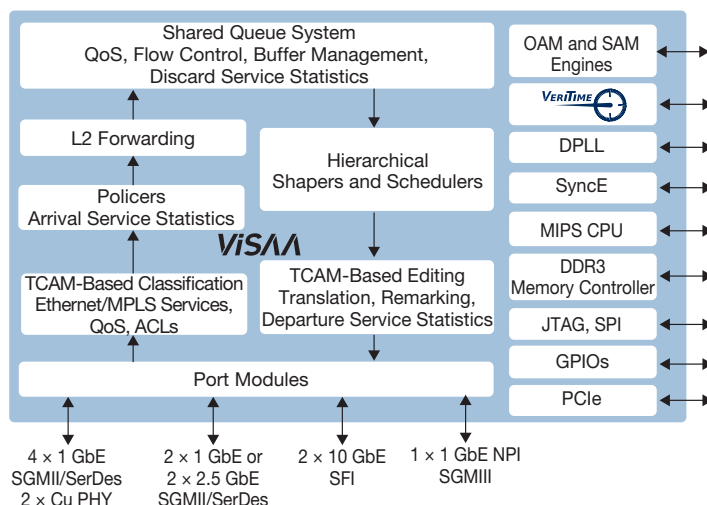 Shared Queue System
QoS, Flow Control, Buffer Management,
Discard Service Statistics
L2 Forwarding
Policers
Arrival Service Statistics
TCAM-Based Classification
Ethernet/MPLS Services,
QoS, ACLs
Hierarchical
Shapers and Schedulers
ViSAA
TCAM-Based Editing
Translation, Remarking,
Departure Service Statistics
Port Modules
OAM and SAM
Engines
VERITIME
DPLL
SyncE
MIPS CPU
DDR3
Memory Controller
JTAG, SPI
GPIOs
PCIe
4 × 1 GbE
SGMII/SerDes
2 × Cu PHY
2 × 1 GbE or
2 × 2.5 GbE
SGMII/SerDes
2 × 10 GbE
SFI
1 × 1 GbE NPI
SGMIII